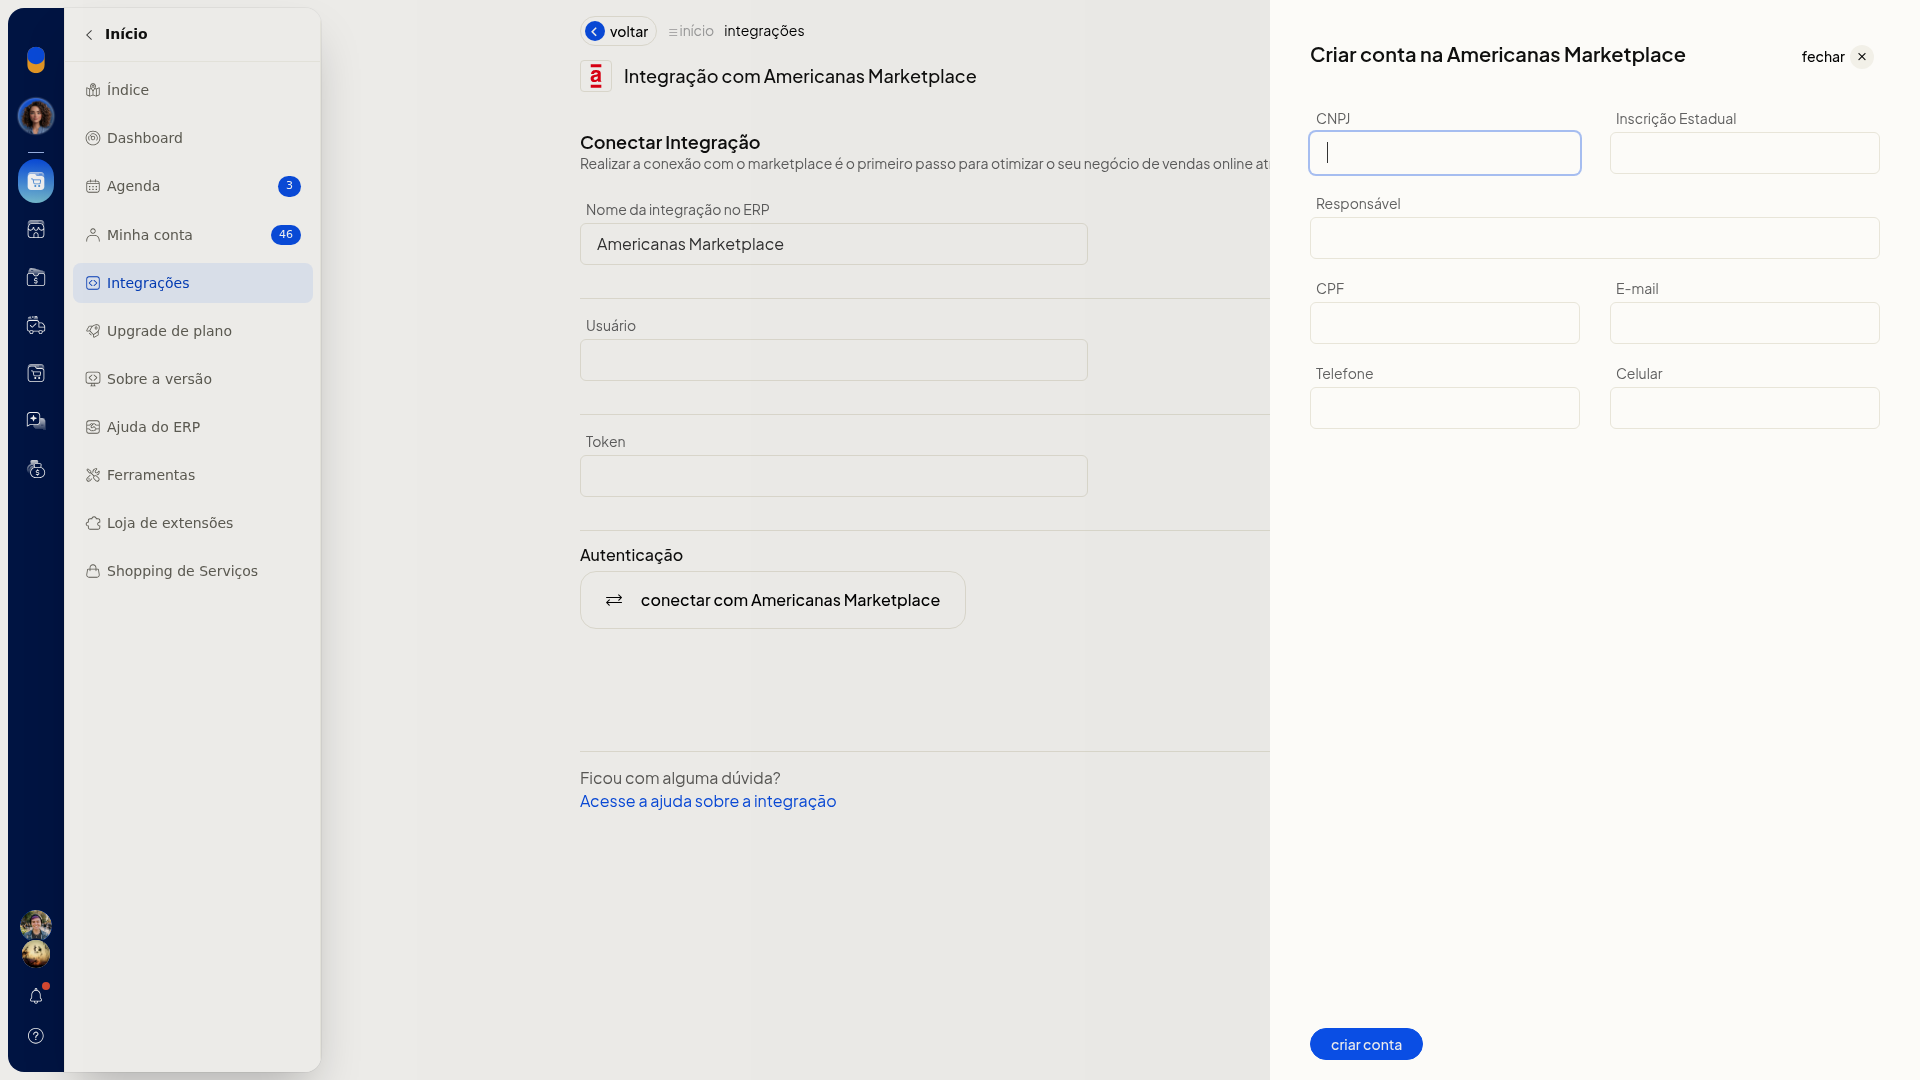 Início
Índice
Dashboard
Agenda
3
Minha conta
46
Integrações
Upgrade de plano
Sobre a versão
Ajuda do ERP
Ferramentas
Loja de extensões
Shopping de Serviços
voltar
início
integrações
a
Integração com Americanas Marketplace
Conectar Integração
Realizar a conexão com o marketplace é o primeiro passo para otimizar o seu negócio de vendas online at
Nome da integração no ERP
Americanas Marketplace
Usuário
Token
Autenticação
conectar com Americanas Marketplace
Ficou com alguma dúvida?
Acesse a ajuda sobre a integração
Criar conta na Americanas Marketplace
fechar
CNPJ
Inscrição Estadual
Responsável
CPF
E-mail
Telefone
Celular
criar conta